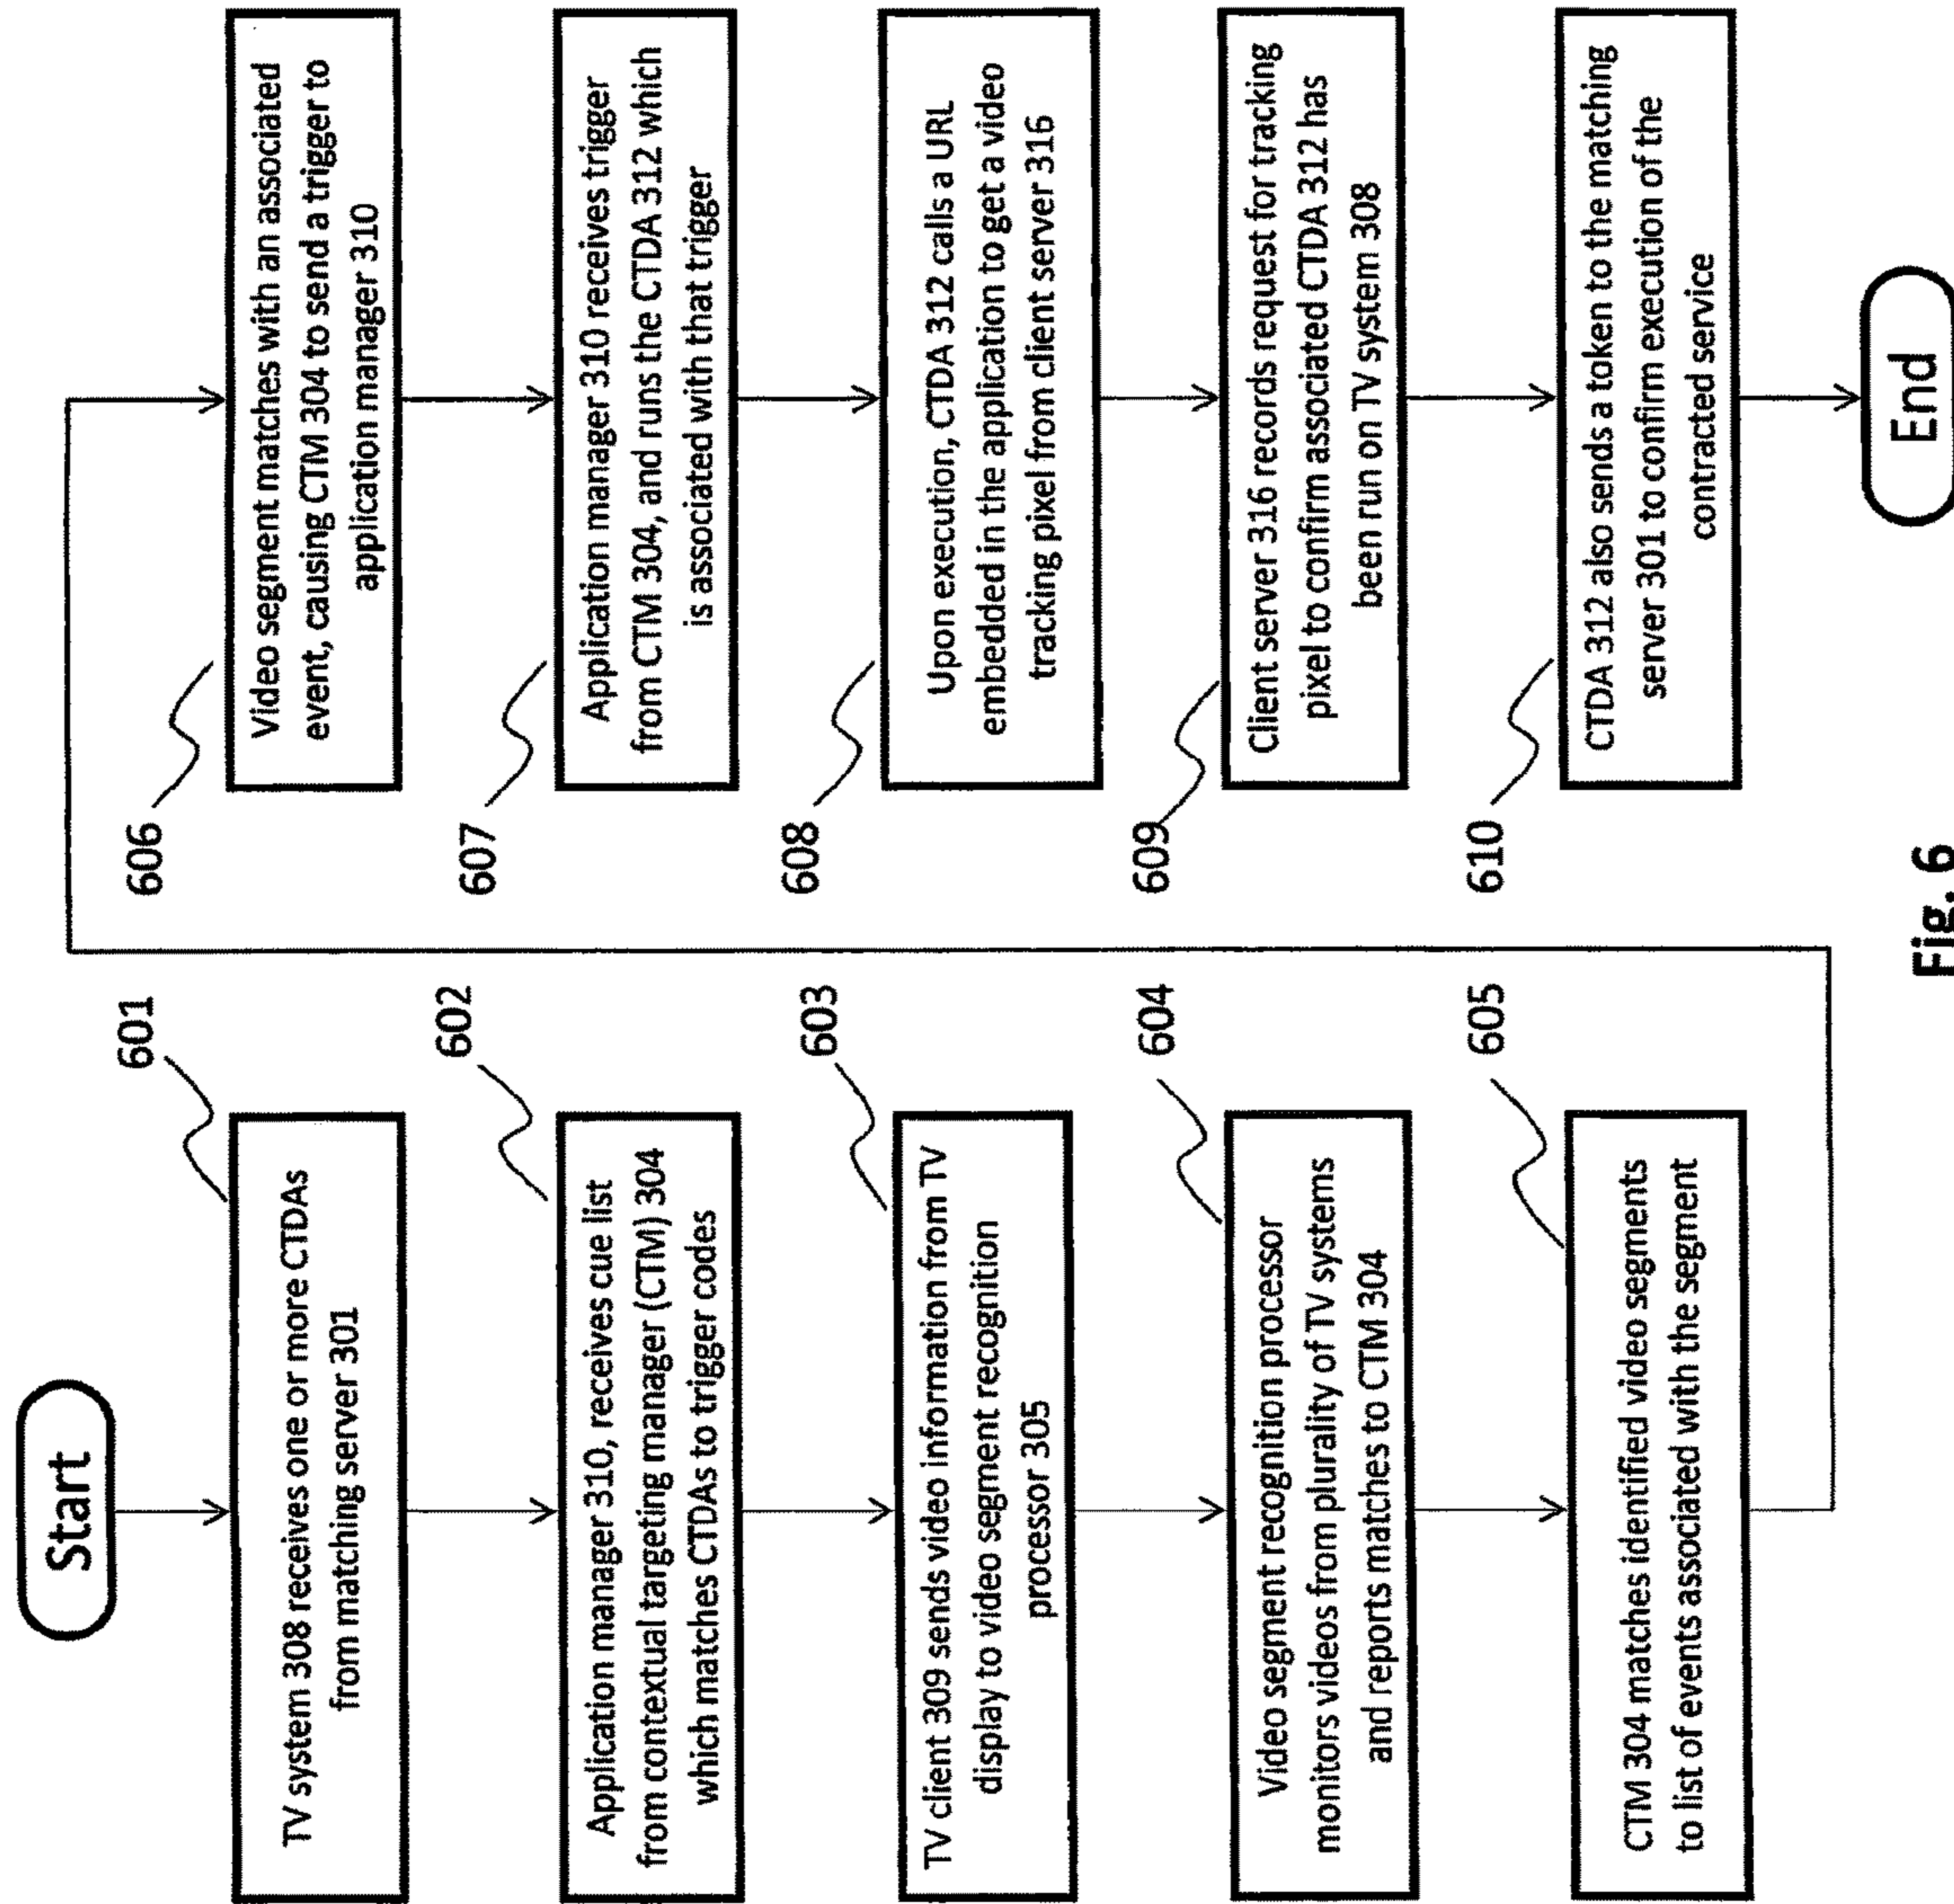 Start
601
TV system 308 receives one or more CTDAs
from matching server 301
602
Application manager 310, receives cue list
from contextual targeting manager (CTM) 304
which matches CTDAs to trigger codes
603
TV client 309 sends video information from TV
display to video segment recognition
processor 305
604
Video segment recognition processor
monitors videos from plurality of TV systems
and reports matches to CTM 304
605
CTM 304 matches identified video segments
to list of events associated with the segment
606
Video segment matches with an associated
event, causing CTM 304 to send a trigger to
application manager 310
607
Application manager 310 receives trigger
from CTM 304, and runs the CTDA 312 which
is associated with that trigger
608
Upon execution, CTDA 312 calls a URL
embedded in the application to get a video
tracking pixel from client server 316
609
Client server 316 records request for tracking
pixel to confirm associated CTDA 312 has
been run on TV system 308
610
CTDA 312 also sends a token to the matching
server 301 to confirm execution of the
contracted service
End
Fig. 6